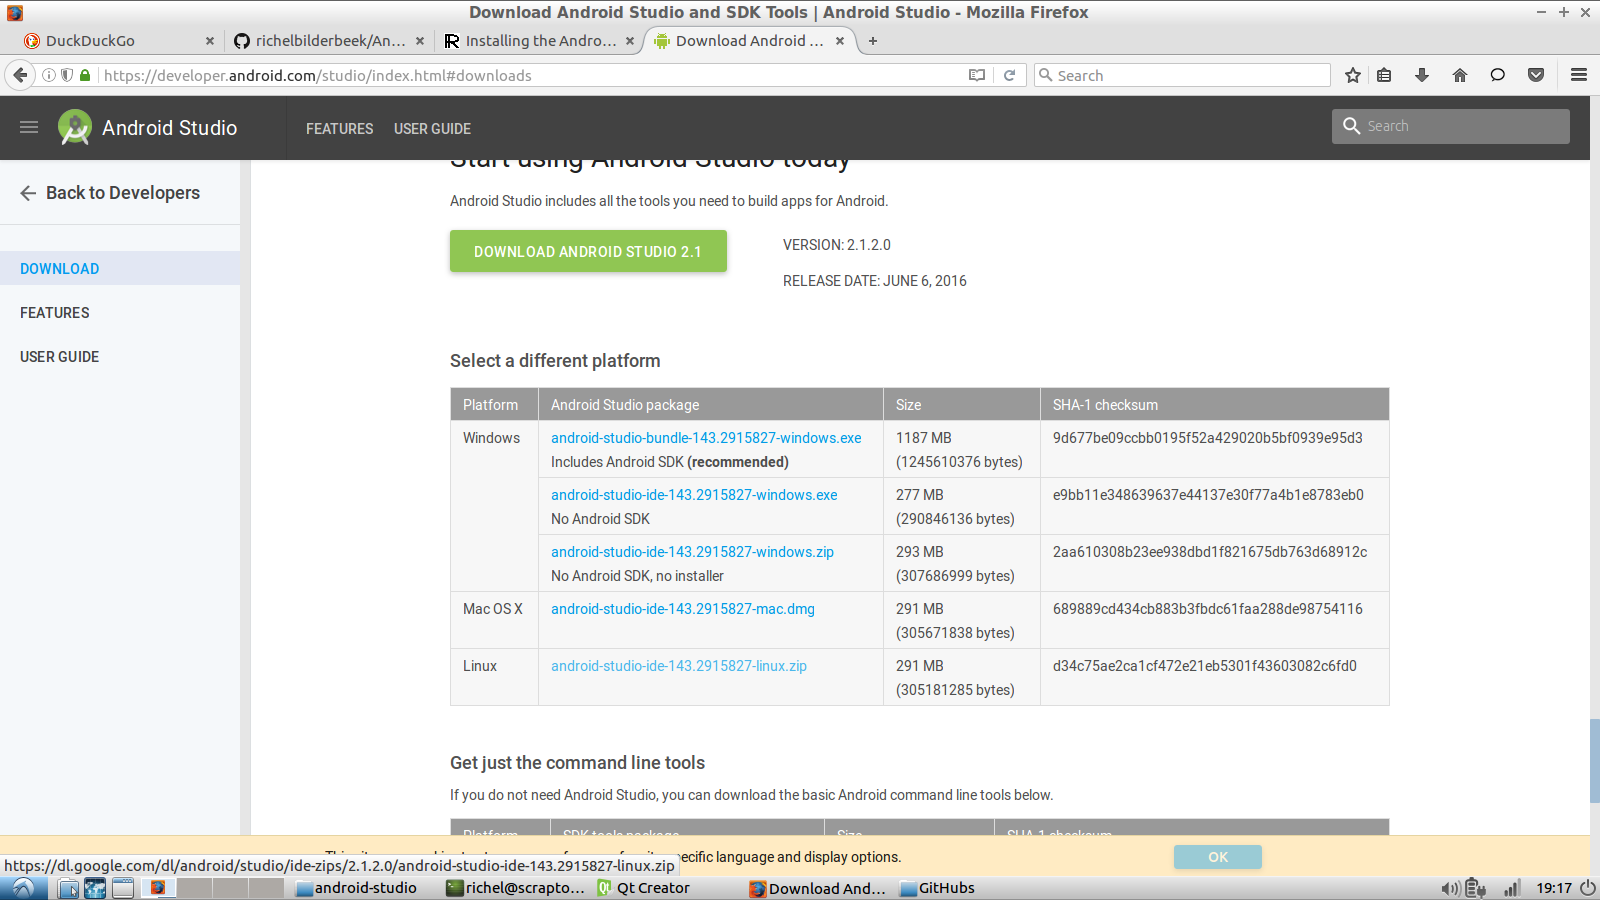 Download Android Studio and SDK Tools | Android Studio - Mozilla Firefox
DuckDuckGo
richelbilderbeek/An...
Installing the Andro...
Download Android ...
https://developer.android.com/studio/index.html#downloads
Search
Android Studio
FEATURES
USER GUIDE
Search
Back to Developers
DOWNLOAD
FEATURES
USER GUIDE
Start using Android Studio today
Android Studio includes all the tools you need to build apps for Android.
DOWNLOAD ANDROID STUDIO 2.1
VERSION: 2.1.2.0
RELEASE DATE: JUNE 6, 2016
Select a different platform
Platform Android Studio package Size SHA-1 checksum
Windows android-studio-bundle-143.2915827-windows.exe 1187 MB 9d677be09ccbb0195f52a429020b5bf0939e95d3
Includes Android SDK (recommended) (1245610376 bytes)
android-studio-ide-143.2915827-windows.exe 277 MB e9bb11e348639637e44137e30f77a4b1e8783eb0
No Android SDK (290846136 bytes)
android-studio-ide-143.2915827-windows.zip 293 MB 2aa610308b23ee938dbd1f821675db763d68912c
No Android SDK, no installer (307686999 bytes)
Mac OS X android-studio-ide-143.2915827-mac.dmg 291 MB 689889cd434cb883b3fbdc61faa288de98754116
(305671838 bytes)
Linux android-studio-ide-143.2915827-linux.zip 291 MB d34c75ae2ca1cf472e21eb5301f43603082c6fd0
(305181285 bytes)
Get just the command line tools
If you do not need Android Studio, you can download the basic Android command line tools below.
Platform SDK tools package Size SHA-1 checksum
specific language and display options.
OK
https://dl.google.com/dl/android/studio/ide-zips/2.1.2.0/android-studio-ide-143.2915827-linux.zip
android-studio
richel@scrapto...
Qt Creator
Download And...
GitHubs
19:17